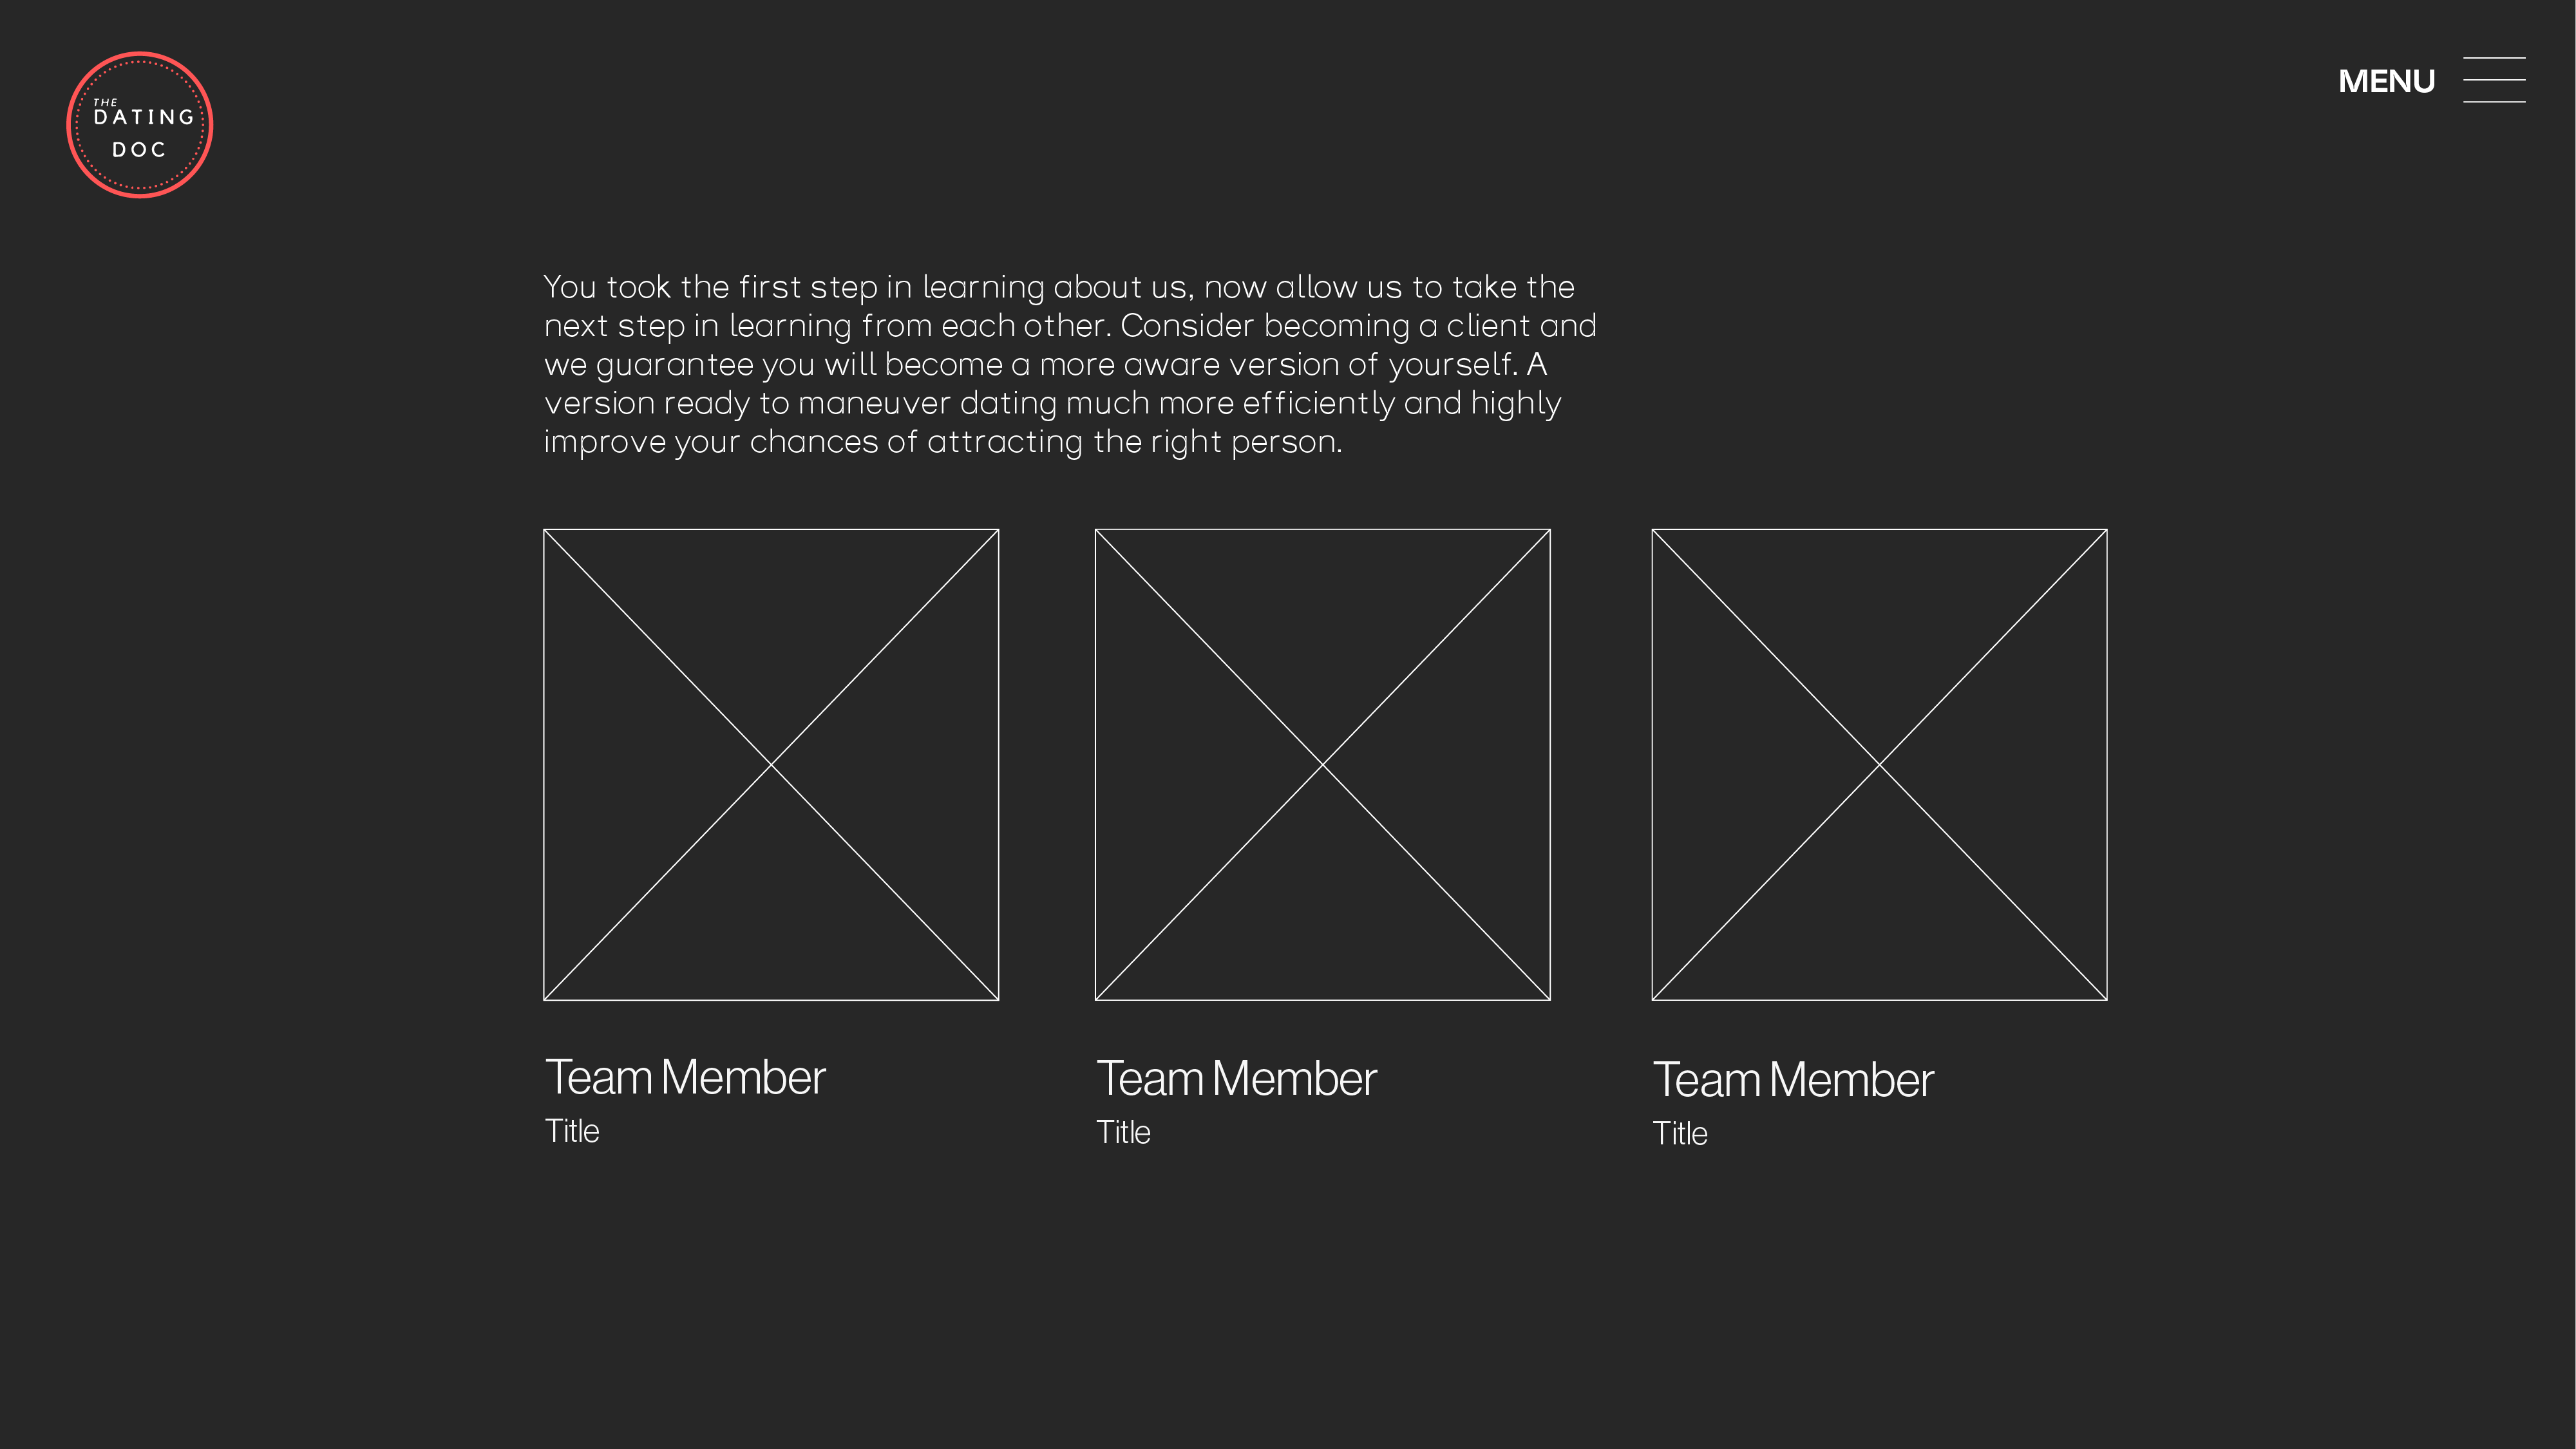 THE
DATING
DOC
MENU
You took the first step in learning about us, now allow us to take the
next step in learning from each other. Consider becoming a client and
we guarantee you will become a more aware version of yourself. A
version ready to maneuver dating much more efficiently and highly
improve your chances of attracting the right person.
Team Member
Title
Team Member
Title
Team Member
Title